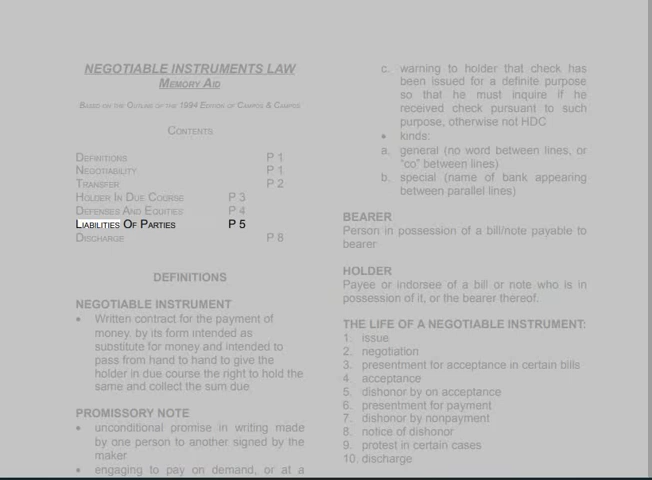 NEGOTIABLE INSTRUMENTS LAW
MEMORY AID
BASED ON THE OUTLINE OF THE 1994 EDITION OF CAMPOS & CAMPOS
CONTENTS
DEFINITIONS P 1
NEGOTIABILITY P 1
TRANSFER P 2
HOLDER IN DUE COURSE P 3
DEFENSES AND EQUITIES P 4
LIABILITIES OF PARTIES P 5
DISCHARGE P 8
DEFINITIONS
NEGOTIABLE INSTRUMENT
• Written contract for the payment of
money, by its form intended as
substitute for money and intended to
pass from hand to hand to give the
holder in due course the right to hold the
same and collect the sum due
PROMISSORY NOTE
• unconditional promise in writing made
by one person to another signed by the
maker
• engaging to pay on demand, or at a
c. warning to holder that check has
been issued for a definite purpose
so that he must inquire if he
received check pursuant to such
purpose, otherwise not HDC
• kinds:
a. general (no word between lines, or
“co” between lines)
b. special (name of bank appearing
between parallel lines)
BEARER
Person in possession of a bill/note payable to
bearer
HOLDER
Payee or indorsee of a bill or note who is in
possession of it, or the bearer thereof.
THE LIFE OF A NEGOTIABLE INSTRUMENT:
1. issue
2. negotiation
3. presentment for acceptance in certain bills
4. acceptance
5. dishonor by on acceptance
6. presentment for payment
7. dishonor by nonpayment
8. notice of dishonor
9. protest in certain cases
10. discharge